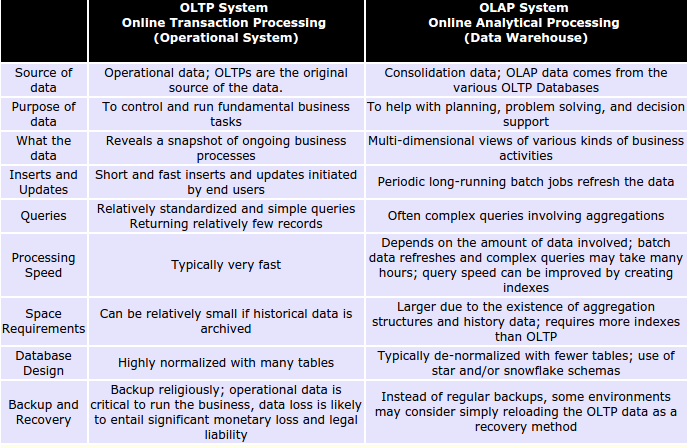 OLTP System
Online Transaction Processing
(Operational System)
OLAP System
Online Analytical Processing
(Data Warehouse)
Source of
data
Operational data; OLTPs are the original
source of the data.
Consolidation data; OLAP data comes from the
various OLTP Databases
Purpose of
data
To control and run fundamental business
tasks
To help with planning, problem solving, and decision
support
What the
data
Reveals a snapshot of ongoing business
processes
Multi-dimensional views of various kinds of business
activities
Inserts and
Updates
Short and fast inserts and updates initiated
by end users
Periodic long-running batch jobs refresh the data
Queries
Relatively standardized and simple queries
Returning relatively few records
Often complex queries involving aggregations
Processing
Speed
Typically very fast
Depends on the amount of data involved; batch
data refreshes and complex queries may take many
hours; query speed can be improved by creating
indexes
Space
Requirements
Can be relatively small if historical data is
archived
Larger due to the existence of aggregation
structures and history data; requires more indexes
than OLTP
Database
Design
Highly normalized with many tables
Typically de-normalized with fewer tables; use of
star and/or snowflake schemas
Backup and
Recovery
Backup religiously; operational data is
critical to run the business, data loss is likely
to entail significant monetary loss and legal
liability
Instead of regular backups, some environments
may consider simply reloading the OLTP data as a
recovery method